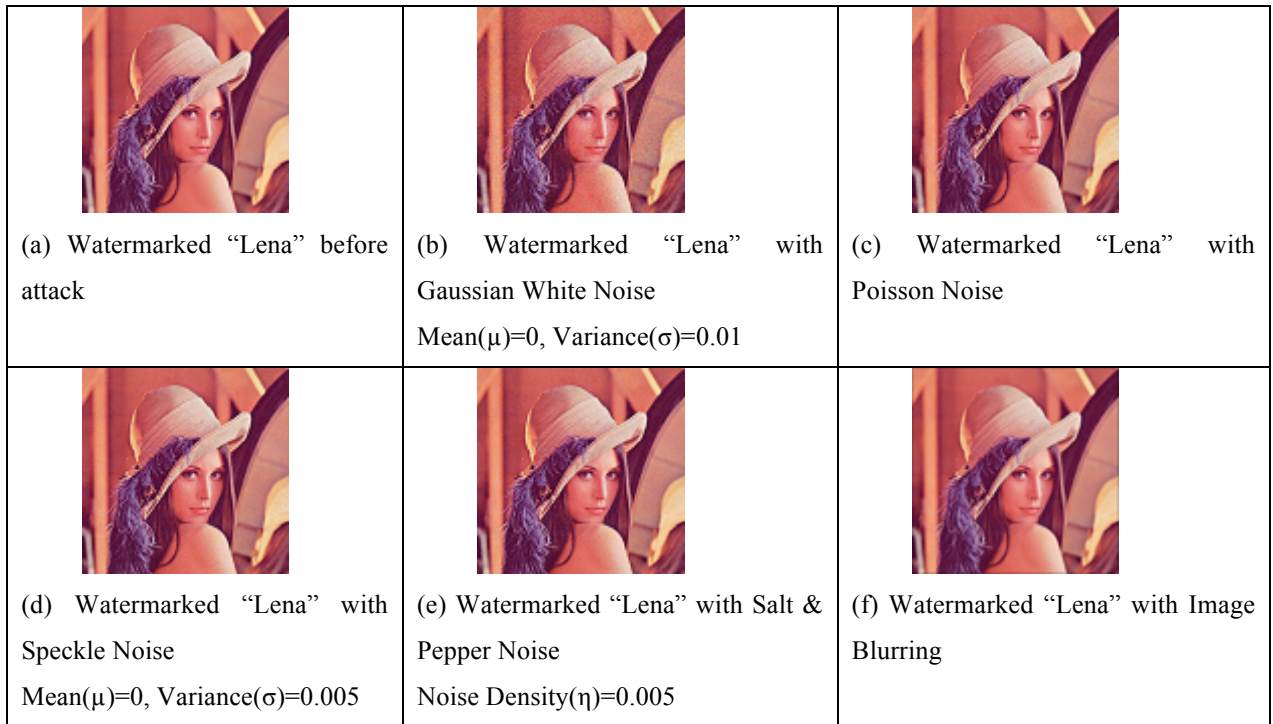 (a) Watermarked “Lena” before
attack
(b) Watermarked “Lena” with
Gaussian White Noise
Mean(μ)=0, Variance(σ)=0.01
(c) Watermarked “Lena” with
Poisson Noise
(d) Watermarked “Lena” with
Speckle Noise
Mean(μ)=0, Variance(σ)=0.005
(e) Watermarked “Lena” with Salt &
Pepper Noise
Noise Density(η)=0.005
(f) Watermarked “Lena” with Image
Blurring